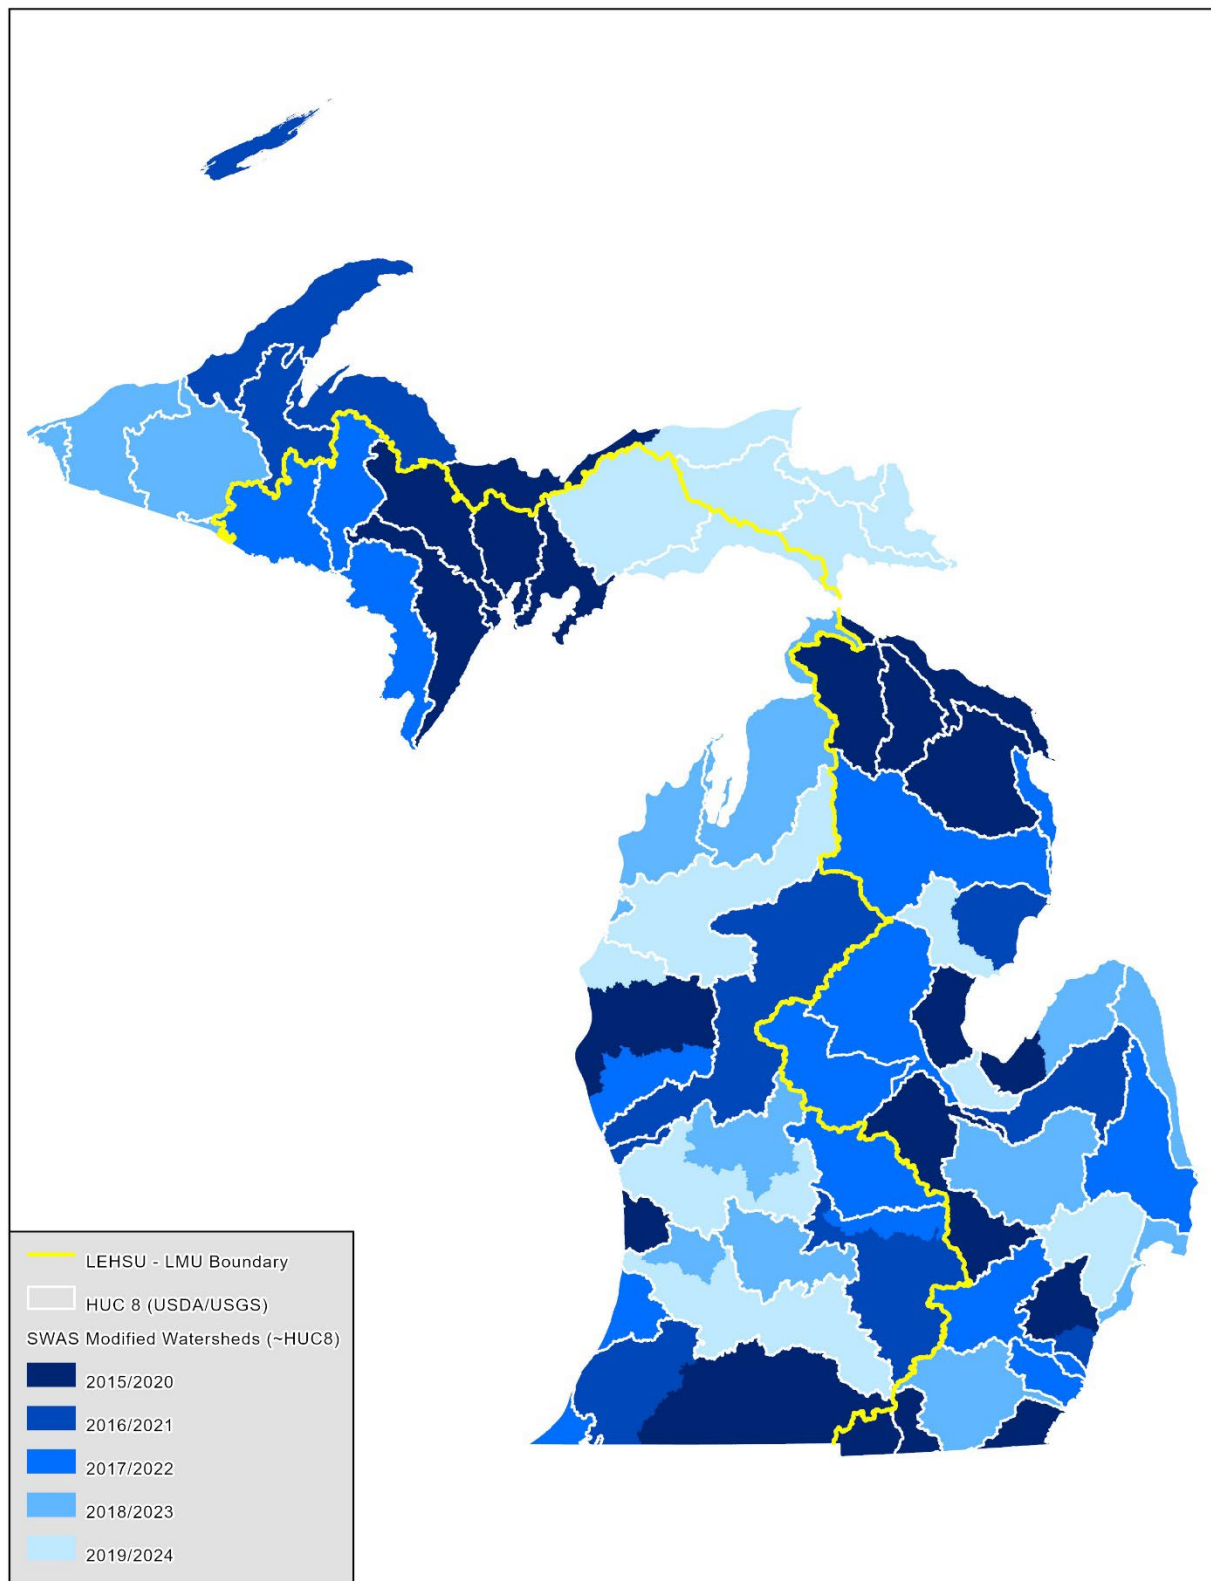 LEHSU - LMU Boundary
HUC 8 (USDA/USGS)
SWAS Modified Watersheds (~HUC8)
2015/2020
2016/2021
2017/2022
2018/2023
2019/2024